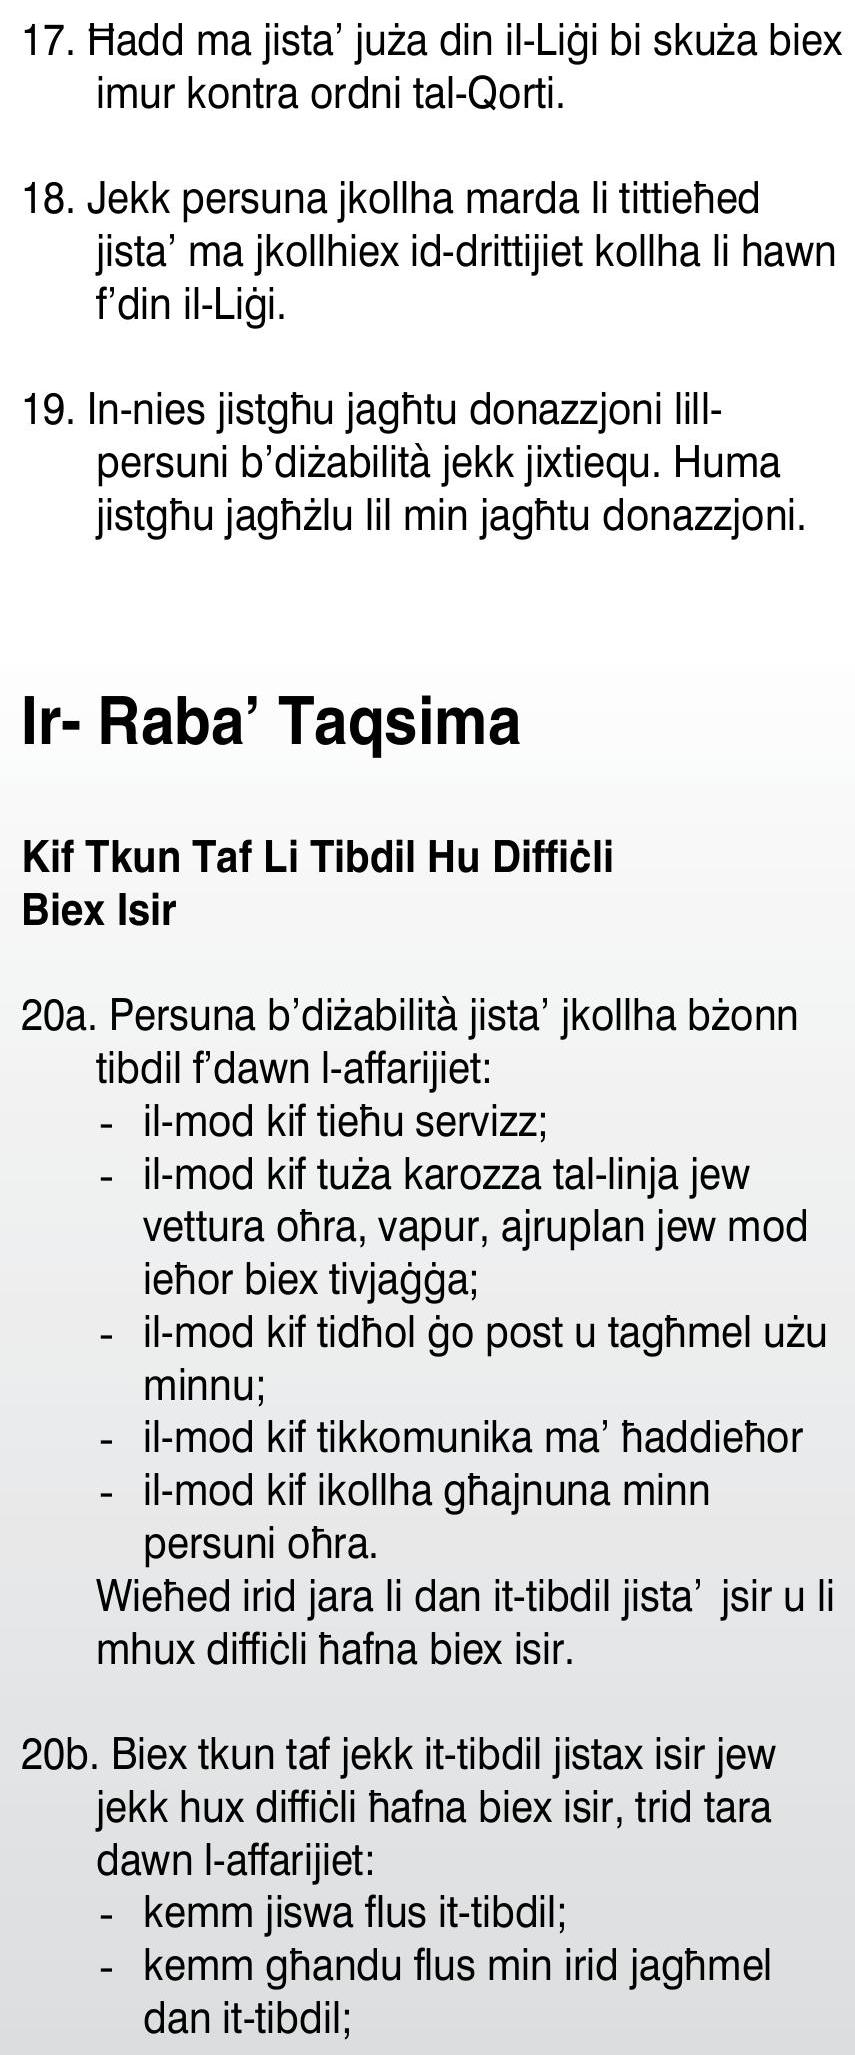 17. Ħadd ma jista’ juża din il-Liġi bi skuża biex
imur kontra ordni tal-Qorti.
18. Jekk persuna jkollha marda li tittieħed
jista’ ma jkollhiex id-drittijiet kollha li hawn
f’din il-Liġi.
19. In-nies jistgħu jagħtu donazzjoni lill-
persuni b’diżabilità jekk jixtiequ. Huma
jistgħu jagħżlu lil min jagħtu donazzjoni.
Ir- Raba’ Taqsima
Kif Tkun Taf Li Tibdil Hu Diffiċli
Biex Isir
20a. Persuna b’diżabilità jista’ jkollha bżonn
tibdil f’dawn l-affarijiet:
- il-mod kif tieħu servizz;
- il-mod kif tuża karozza tal-linja jew
vettura oħra, vapur, ajruplan jew mod
ieħor biex tivjaġġa;
- il-mod kif tidħol ġo post u tagħmel użu
minnu;
- il-mod kif tikkomunika ma’ ħaddieħor
- il-mod kif ikollha għajnuna minn
persuni oħra.
Wieħed irid jara li dan it-tibdil jista’ jsir u li
mhux diffiċli ħafna biex isir.
20b. Biex tkun taf jekk it-tibdil jistax isir jew
jekk hux diffiċli ħafna biex isir, trid tara
dawn l-affarijiet:
- kemm jiswa flus it-tibdil;
- kemm għandu flus min irid jagħmel
dan it-tibdil;